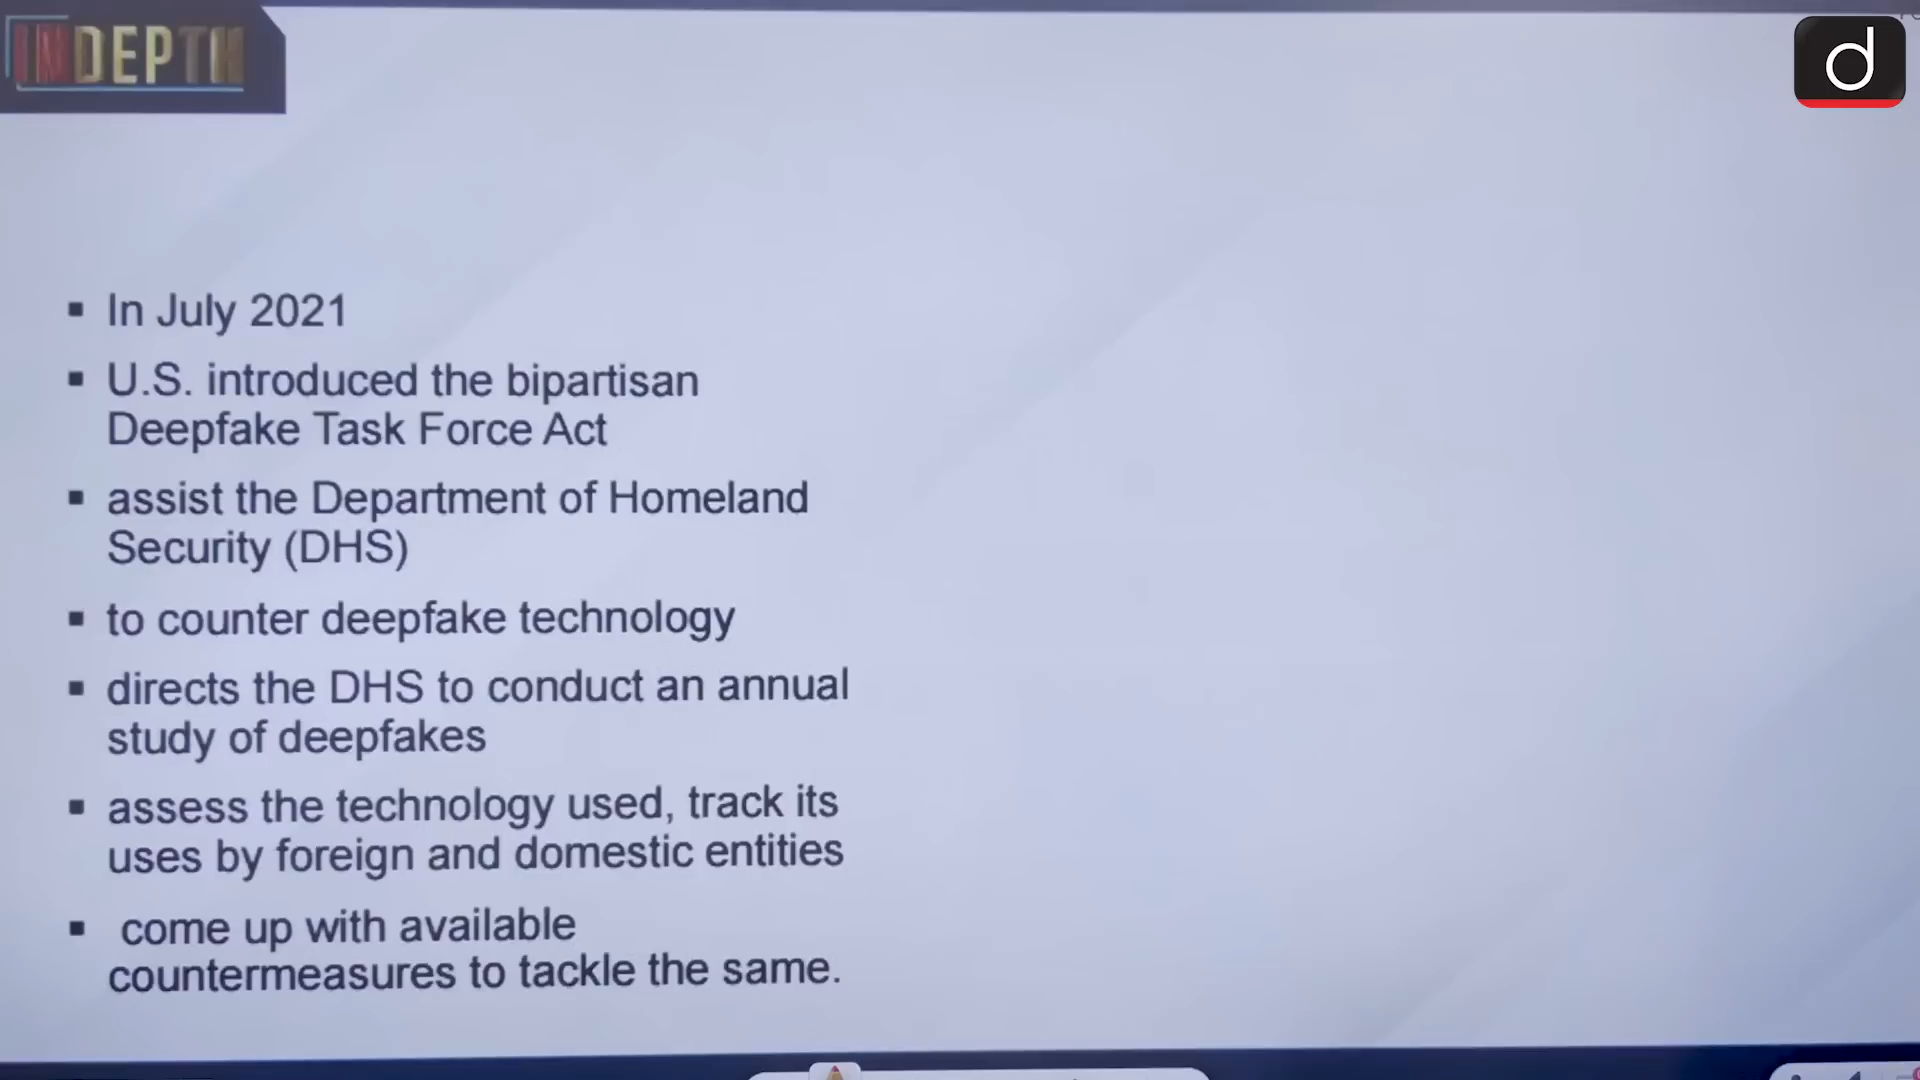 INDEPTH
d
▪ In July 2021
▪ U.S. introduced the bipartisan
Deepfake Task Force Act
▪ assist the Department of Homeland
Security (DHS)
▪ to counter deepfake technology
▪ directs the DHS to conduct an annual
study of deepfakes
▪ assess the technology used, track its
uses by foreign and domestic entities
▪ come up with available
countermeasures to tackle the same.